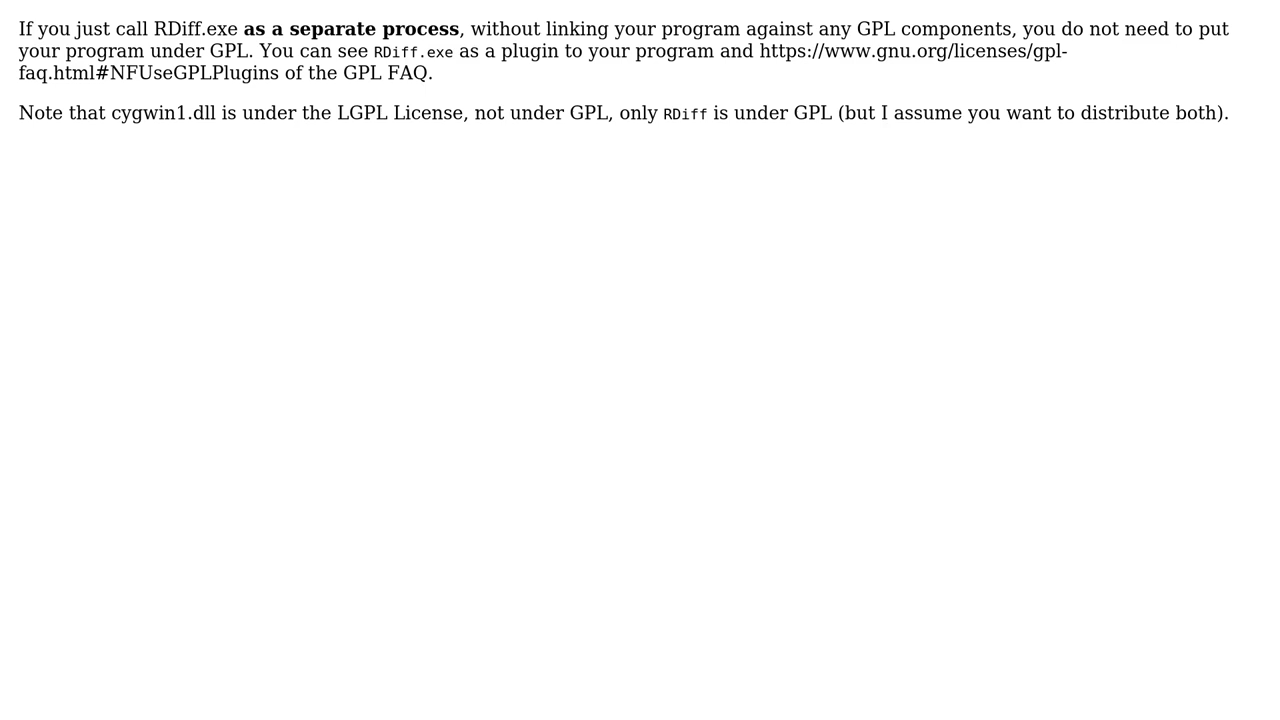 If you just call RDiff.exe as a separate process, without linking your program against any GPL components, you do not need to put
your program under GPL. You can see RDiff.exe as a plugin to your program and https://www.gnu.org/licenses/gpl-
faq.html#NFUseGPLPlugins of the GPL FAQ.
Note that cygwin1.dll is under the LGPL License, not under GPL, only RDiff is under GPL (but I assume you want to distribute both).